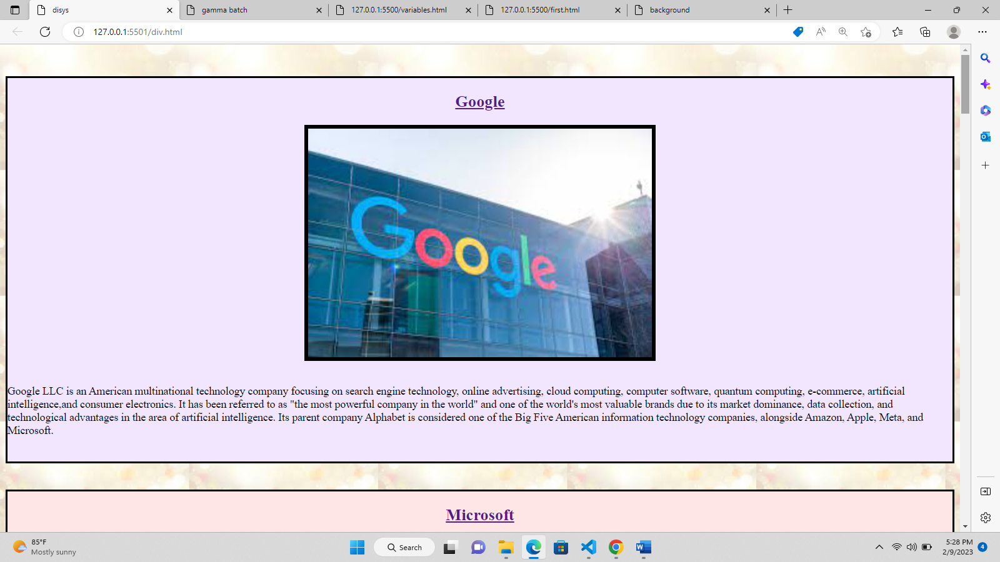 disys
gamma batch
127.0.0.1:5500/variables.html
127.0.0.1:5500/first.html
background
127.0.0.1:5501/div.html
Google
Google
Google LLC is an American multinational technology company focusing on search engine technology, online advertising, cloud computing, computer software, quantum computing, e-commerce, artificial
intelligence,and consumer electronics. It has been referred to as "the most powerful company in the world" and one of the world's most valuable brands due to its market dominance, data collection, and
technological advantages in the area of artificial intelligence. Its parent company Alphabet is considered one of the Big Five American information technology companies, alongside Amazon, Apple, Meta, and
Microsoft.
Microsoft
85°F
Mostly sunny
Search
5:28 PM
2/9/2023
4